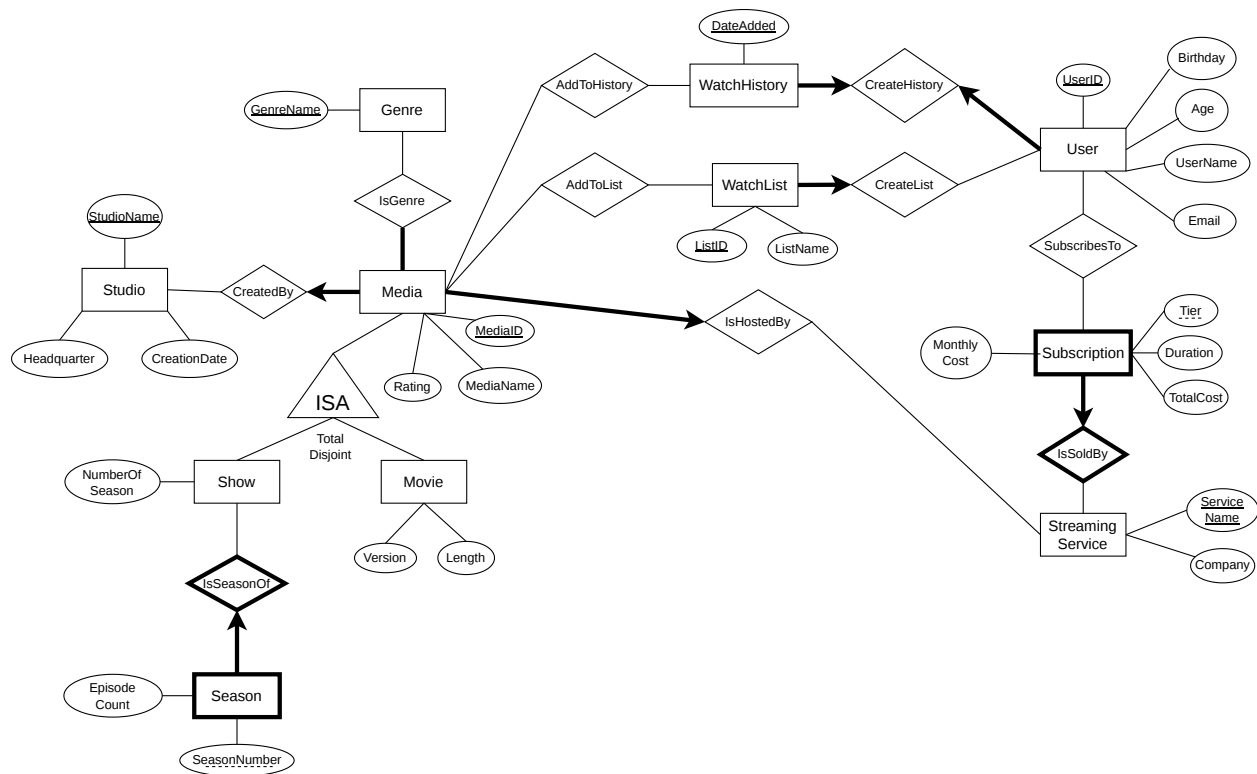 DateAdded
Birthday
AddToHistory
WatchHistory
CreateHistory
UserID
Genre
GenreName
Age
User
UserName
AddToList
WatchList
CreateList
IsGenre
StudioName
Email
ListID
ListName
SubscribesTo
Studio
CreatedBy
Media
MediaID
IsHostedBy
Tier
Headquarter
CreationDate
Rating
MediaName
Monthly
Cost
Subscription
Duration
ISA
TotalCost
Total
Disjoint
IsSoldBy
NumberOf
Season
Show
Movie
Service
Name
Streaming
Service
Version
Length
Company
IsSeasonOf
Episode
Count
Season
SeasonNumber